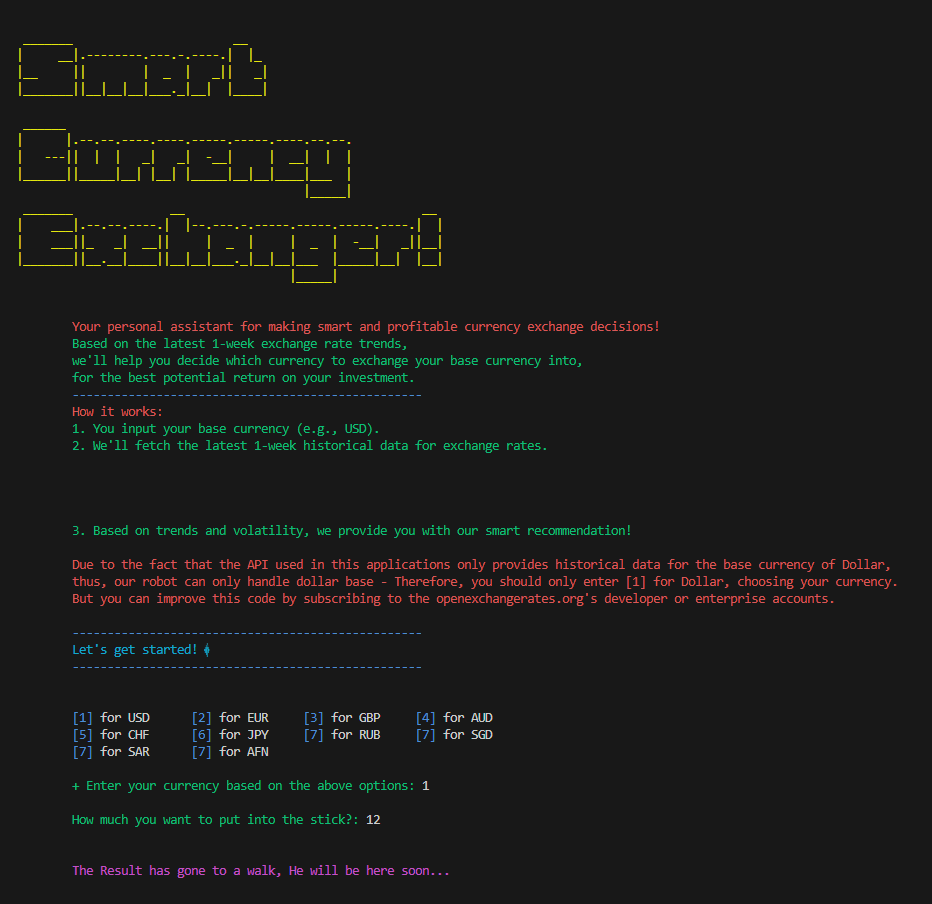 Smart
Currency
Exchanger!
Your personal assistant for making smart and profitable currency exchange decisions!
Based on the latest 1-week exchange rate trends,
we'll help you decide which currency to exchange your base currency into,
for the best potential return on your investment.
--------------------------------------------------
How it works:
1. You input your base currency (e.g., USD).
2. We'll fetch the latest 1-week historical data for exchange rates.
3. Based on trends and volatility, we provide you with our smart recommendation!
Due to the fact that the API used in this applications only provides historical data for the base currency of Dollar,
thus, our robot can only handle dollar base - Therefore, you should only enter [1] for Dollar, choosing your currency.
But you can improve this code by subscribing to the openexchangerates.org's developer or enterprise accounts.
--------------------------------------------------
Let's get started!
--------------------------------------------------
[1] for USD [2] for EUR [3] for GBP [4] for AUD
[5] for CHF [6] for JPY [7] for RUB [7] for SGD
[7] for SAR [7] for AFN
+ Enter your currency based on the above options: 1
How much you want to put into the stick?: 12
The Result has gone to a walk, He will be here soon...